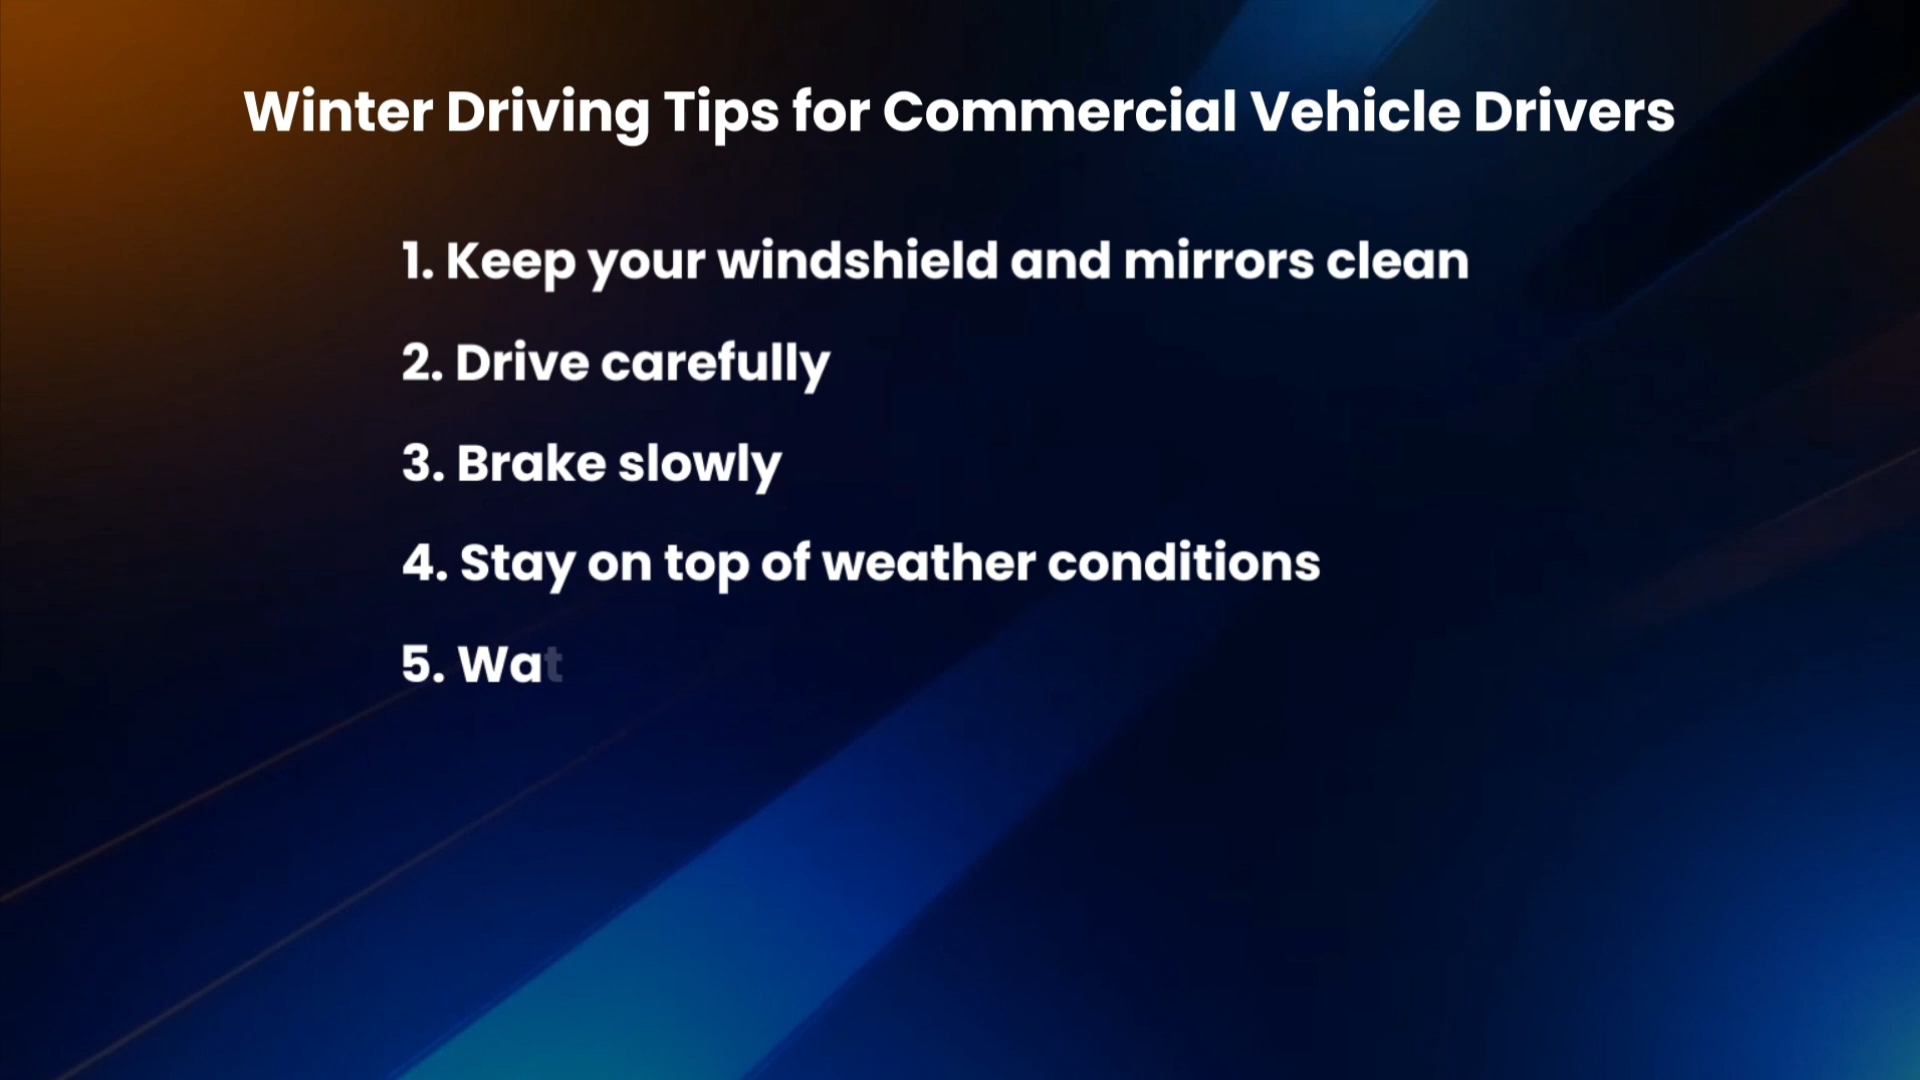 Winter Driving Tips for Commercial Vehicle Drivers
1. Keep your windshield and mirrors clean
2. Drive carefully
3. Brake slowly
4. Stay on top of weather conditions
5. Wat